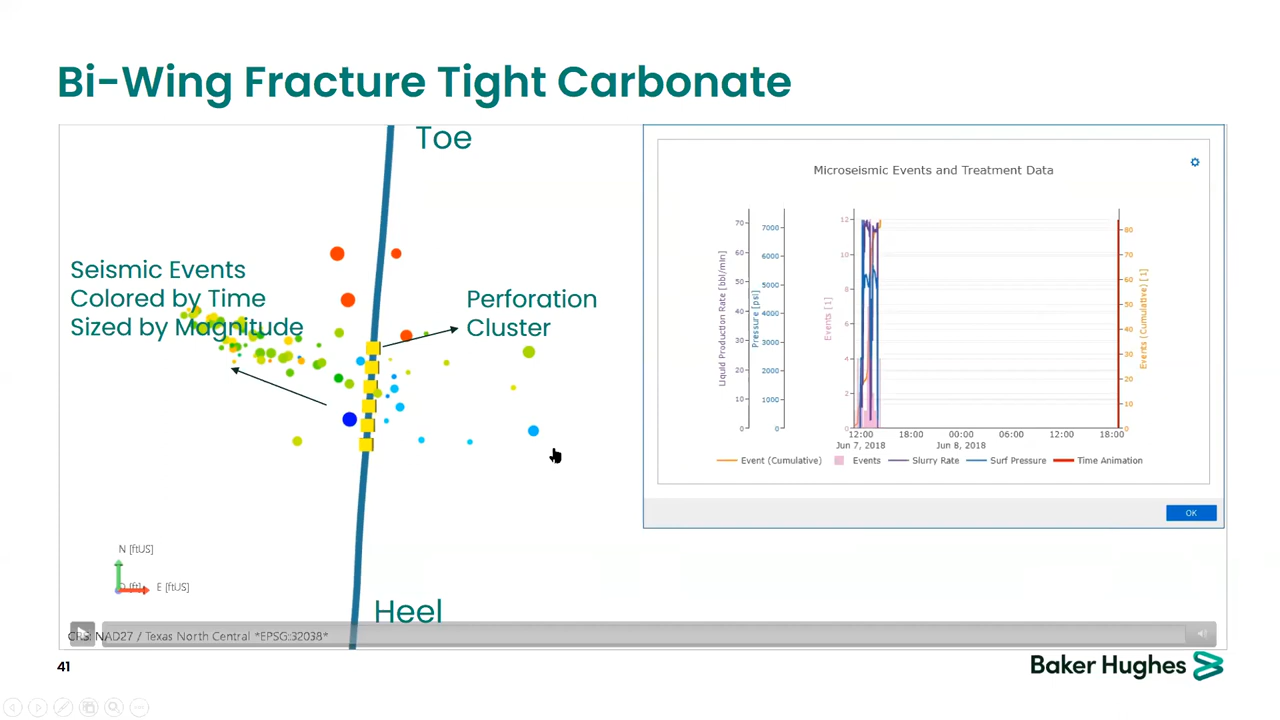 Bi-Wing Fracture Tight Carbonate
Toe
Seismic Events
Colored by Time
Sized by Magnitude
Perforation
Cluster
Heel
N [ftUS]
E [ftUS]
CRS: NAD27 / Texas North Central *EPSG:32038*
Microseismic Events and Treatment Data
Liquid Production Rate [bbl/min]
70
60
50
40
30
20
10
0
Pressure [psi]
7000
6000
5000
4000
3000
2000
1000
0
Events [1]
12
10
8
6
4
2
0
Events (Cumulative) [1]
80
70
60
50
40
30
20
10
0
12:00 18:00 00:00 06:00 12:00 18:00
Jun 7, 2018 Jun 8, 2018
Event (Cumulative) Events Slurry Rate Surf Pressure Time Animation
OK
41
Baker Hughes